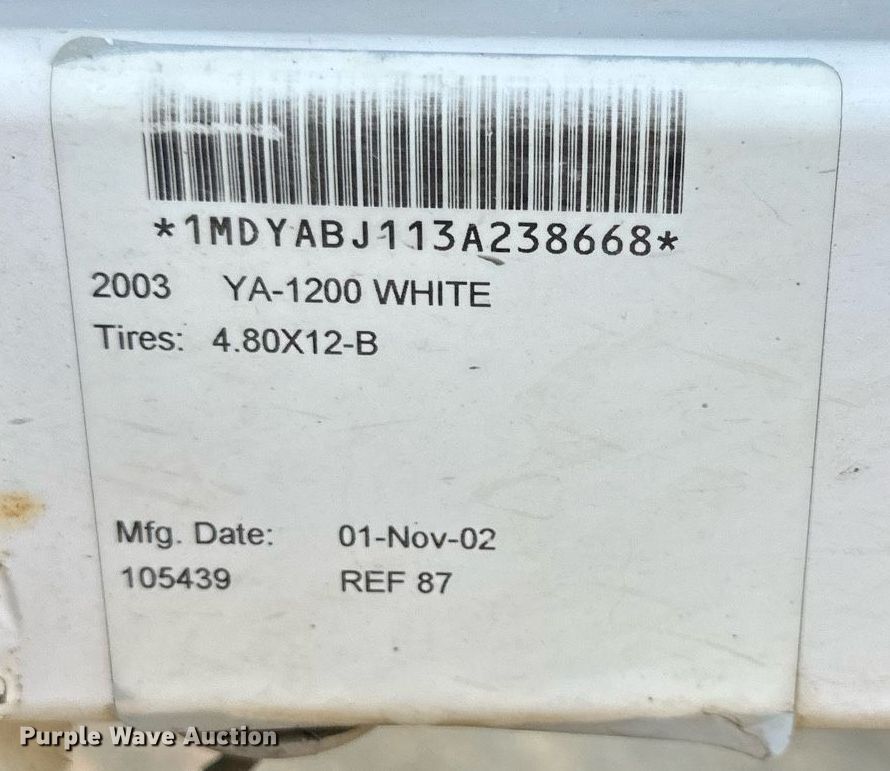 *1MDYABJ113A238668*
2003 YA-1200 WHITE
Tires: 4.80X12-B
Mfg. Date: 01-Nov-02
105439 REF 87
Purple Wave Auction